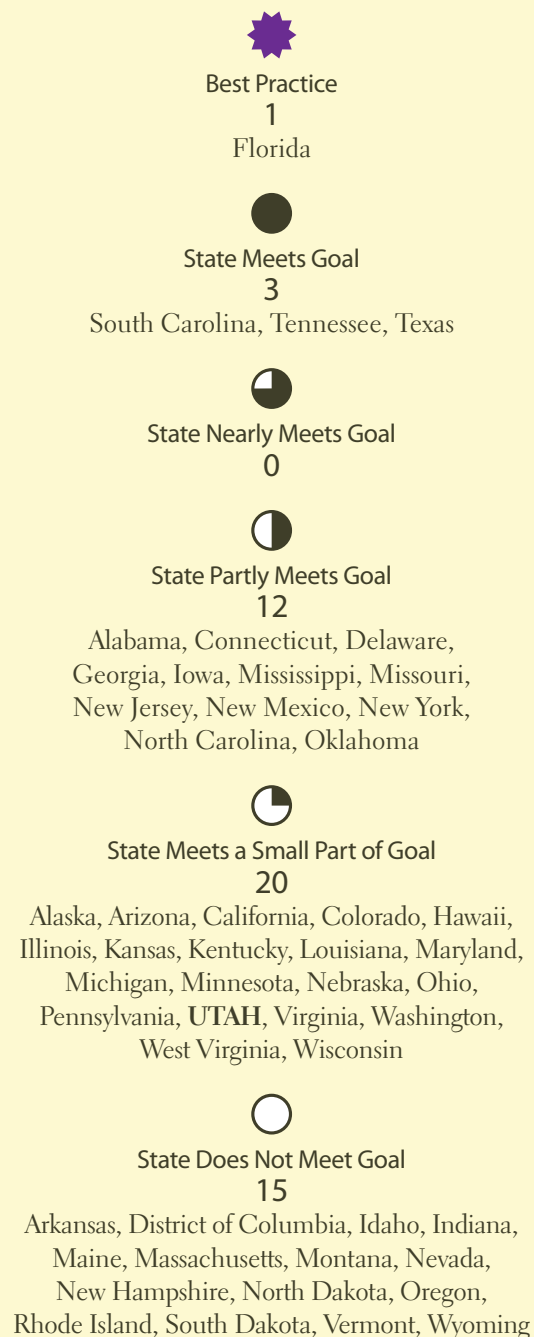 Best Practice
1
Florida
State Meets Goal
3
South Carolina, Tennessee, Texas
State Nearly Meets Goal
0
State Partly Meets Goal
12
Alabama, Connecticut, Delaware,
Georgia, Iowa, Mississippi, Missouri,
New Jersey, New Mexico, New York,
North Carolina, Oklahoma
State Meets a Small Part of Goal
20
Alaska, Arizona, California, Colorado, Hawaii,
Illinois, Kansas, Kentucky, Louisiana, Maryland,
Michigan, Minnesota, Nebraska, Ohio,
Pennsylvania, UTAH, Virginia, Washington,
West Virginia, Wisconsin
State Does Not Meet Goal
15
Arkansas, District of Columbia, Idaho, Indiana,
Maine, Massachusetts, Montana, Nevada,
New Hampshire, North Dakota, Oregon,
Rhode Island, South Dakota, Vermont, Wyoming